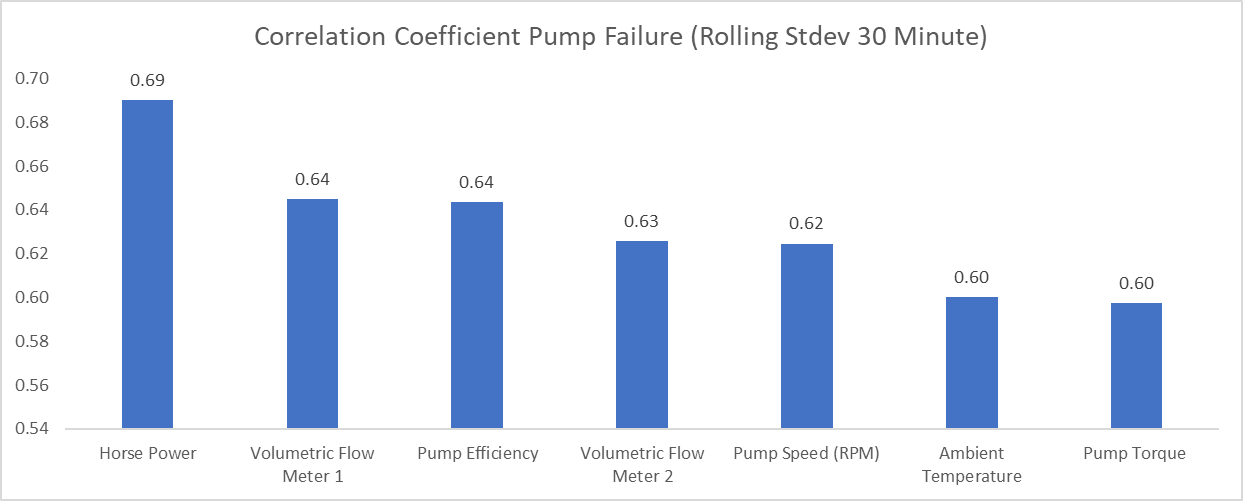 Correlation Coefficient Pump Failure (Rolling Stdev 30 Minute)
0.70
0.68
0.66
0.64
0.62
0.60
0.58
0.56
0.54
0.69
0.64
0.64
0.63
0.62
0.60
0.60
Horse Power
Volumetric Flow
Meter 1
Pump Efficiency
Volumetric Flow
Meter 2
Pump Speed (RPM)
Ambient
Temperature
Pump Torque